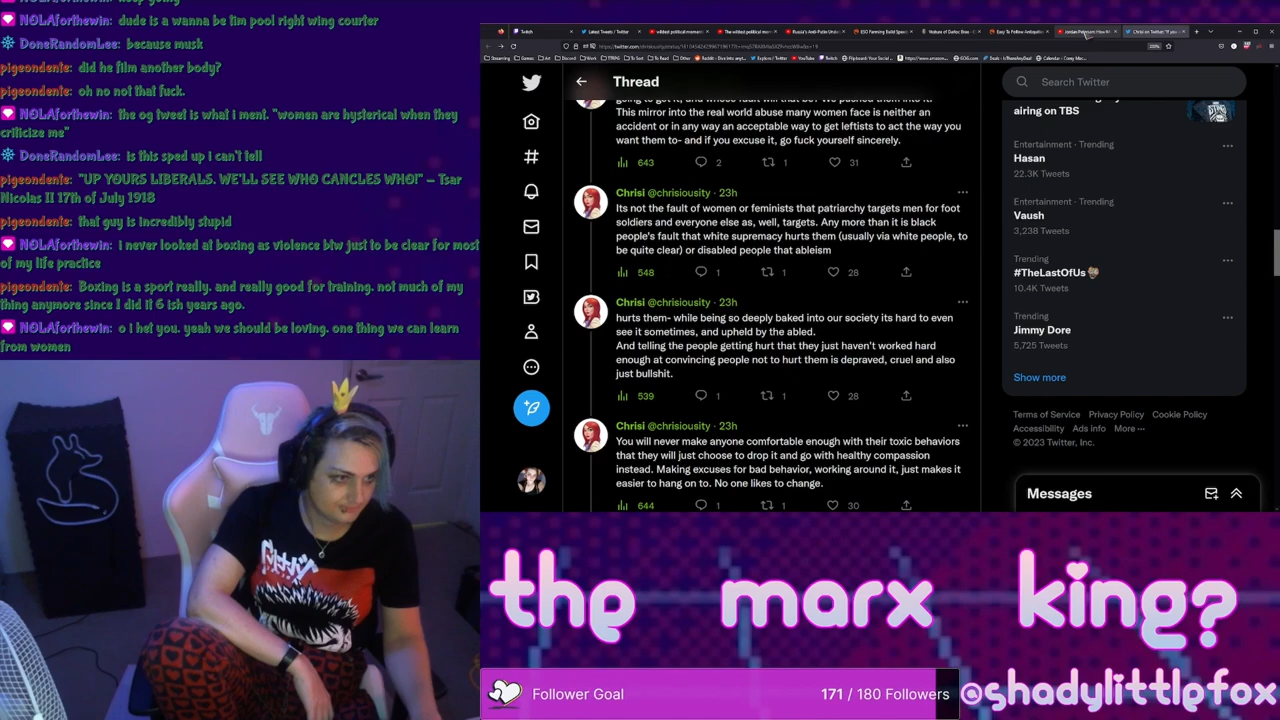 NOLAforthewin: dude is a wanna be tim pool right wing courter
DoneRandomLee: because musk
pigeondente: did he film another body?
pigeondente: oh no not that fuck.
NOLAforthewin: the og tweet is what i ment. "women are hysterical when they
criticize me"
DoneRandomLee: is this sped up i can't tell
pigeondente: "UP YOURS LIBERALS. WE'LL SEE WHO CANCLES WHO!" – Tsar
Nicolas II 17th of July 1918
pigeondente: that guy is incredibly stupid
NOLAforthewin: i never looked at boxing as violence btw just to be clear for most
of my life practice
pigeondente: Boxing is a sport really. and really good for training. not much of my
thing anymore since I did it 6 ish years ago.
NOLAforthewin: o i het you. yeah we should be loving. one thing we can learn
from women
Thread
This mirror into the real world abuse many women face is neither an
accident or in any way an acceptable way to get leftists to act the way you
want them to- and if you excuse it, go fuck yourself sincerely.
643 2 1 31
Chrisi @chrisiousity · 23h
Its not the fault of women or feminists that patriarchy targets men for foot
soldiers and everyone else as, well, targets. Any more than it is black
people's fault that white supremacy hurts them (usually via white people, to
be quite clear) or disabled people that ableism
548 1 1 28
Chrisi @chrisiousity · 23h
hurts them- while being so deeply baked into our society its hard to even
see it sometimes, and upheld by the abled.
And telling the people getting hurt that they just haven't worked hard
enough at convincing people not to hurt them is depraved, cruel and also
just bullshit.
539 1 1 28
Chrisi @chrisiousity · 23h
You will never make anyone comfortable enough with their toxic behaviors
that they will just choose to drop it and go with healthy compassion
instead. Making excuses for bad behavior, working around it, just makes it
easier to hang on to. No one likes to change.
644 1 1 30
Search Twitter
airing on TBS
Entertainment · Trending
Hasan
22.3K Tweets
Entertainment · Trending
Vaush
3,238 Tweets
Trending
#TheLastOfUs
10.4K Tweets
Trending
Jimmy Dore
5,725 Tweets
Show more
Terms of Service Privacy Policy Cookie Policy
Accessibility Ads info More ···
© 2023 Twitter, Inc.
Messages
the marx king?
Follower Goal 171 / 180 Followers
@shadylittlefox